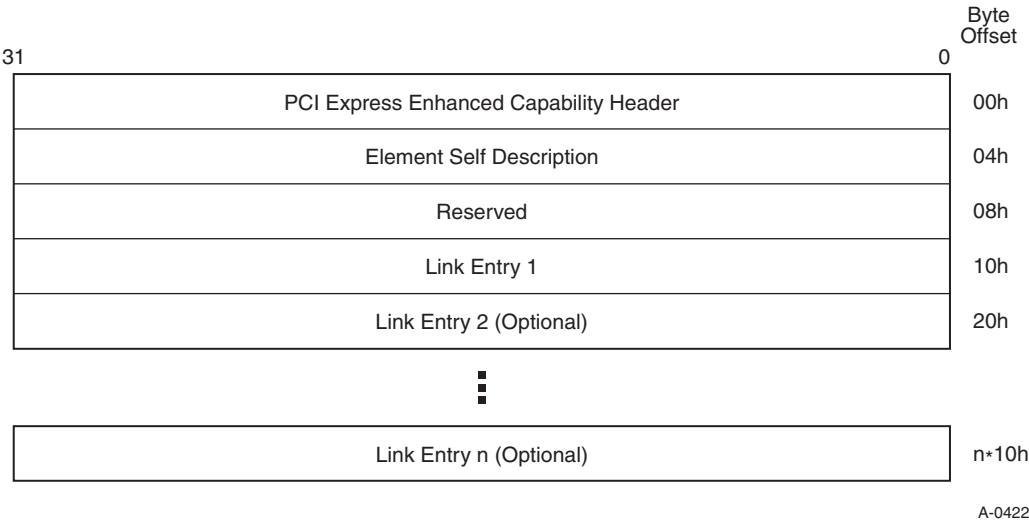 Byte
Offset
31 0
PCI Express Enhanced Capability Header 00h
Element Self Description 04h
Reserved 08h
Link Entry 1 10h
Link Entry 2 (Optional) 20h
Link Entry n (Optional) n*10h
A-0422